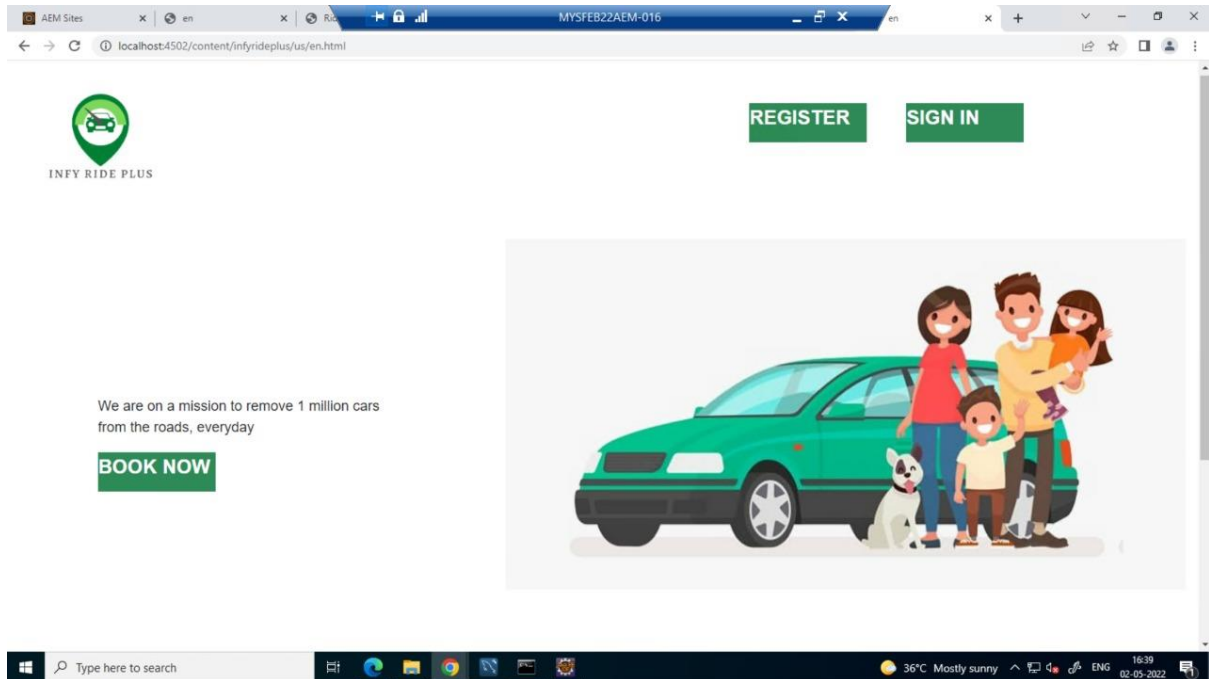 AEM Sites
en
Ric
MYSFEB22AEM-016
en
localhost:4502/content/infyrideplus/us/en.html
INFY RIDE PLUS
REGISTER
SIGN IN
We are on a mission to remove 1 million cars
from the roads, everyday
BOOK NOW
Type here to search
36°C Mostly sunny
ENG
16:39
02-05-2022
1